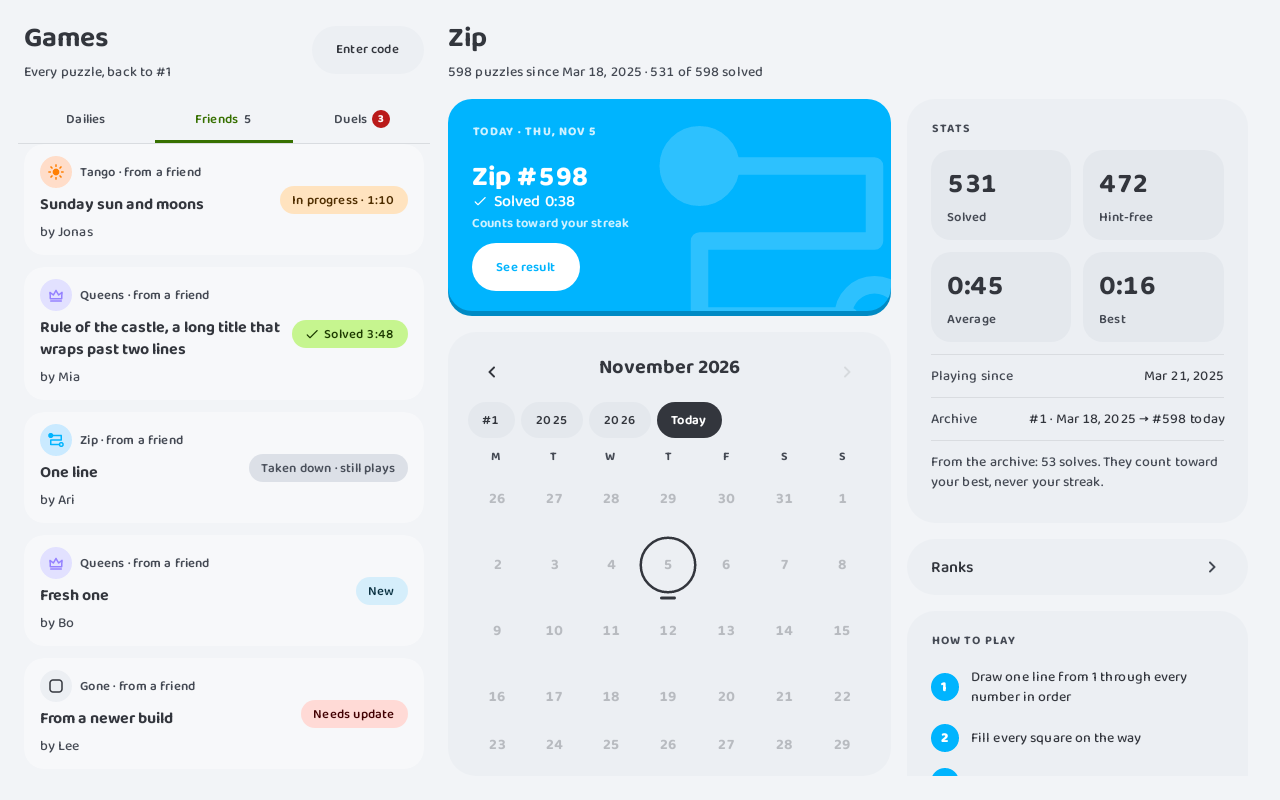 Games
Every puzzle, back to #1
Enter code
Dailies
Friends 5
Duels 3
Tango · from a friend
Sunday sun and moons
by Jonas
In progress · 1:10
Queens · from a friend
Rule of the castle, a long title that
wraps past two lines
by Mia
Solved 3:48
Zip · from a friend
One line
by Ari
Taken down · still plays
Queens · from a friend
Fresh one
by Bo
New
Gone · from a friend
From a newer build
by Lee
Needs update
Zip
598 puzzles since Mar 18, 2025 · 531 of 598 solved
TODAY · THU, NOV 5
Zip #598
Solved 0:38
Counts toward your streak
See result
November 2026
#1 2025 2026 Today
M T W T F S S
26 27 28 29 30 31 1
2 3 4 5 6 7 8
9 10 11 12 13 14 15
16 17 18 19 20 21 22
23 24 25 26 27 28 29
STATS
531
Solved
472
Hint-free
0:45
Average
0:16
Best
Playing since Mar 21, 2025
Archive #1 · Mar 18, 2025 → #598 today
From the archive: 53 solves. They count toward
your best, never your streak.
Ranks
HOW TO PLAY
1 Draw one line from 1 through every
number in order
2 Fill every square on the way